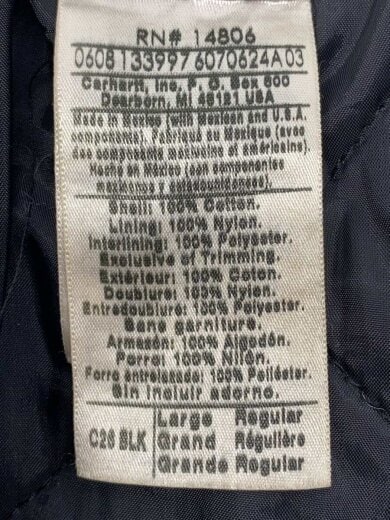 RN# 14806
0608133997 6070624A03
Carhartt, Inc. P. O. Box 600
Dearborn, MI 48121 USA
Made in Mexico (with Mexican and U.S.A.
components). Fabriqué au Mexique (avec
des composants mexicains et américains).
Hecho en México (con componentes
mexicanos y estadounidenses).
Shell: 100% Cotton.
Lining: 100% Nylon.
Interlining: 100% Polyester.
Exclusive of Trimming.
Extérieur: 100% Coton.
Doublure: 100% Nylon.
Entredoublure: 100% Polyester.
Sans garniture.
Armazón: 100% Algodón.
Forro: 100% Nilón.
Forro entrelazado: 100% Poliéster.
Sin incluir adorno.
C26 BLK Large Regular
Grand Régulière
Grande Regular